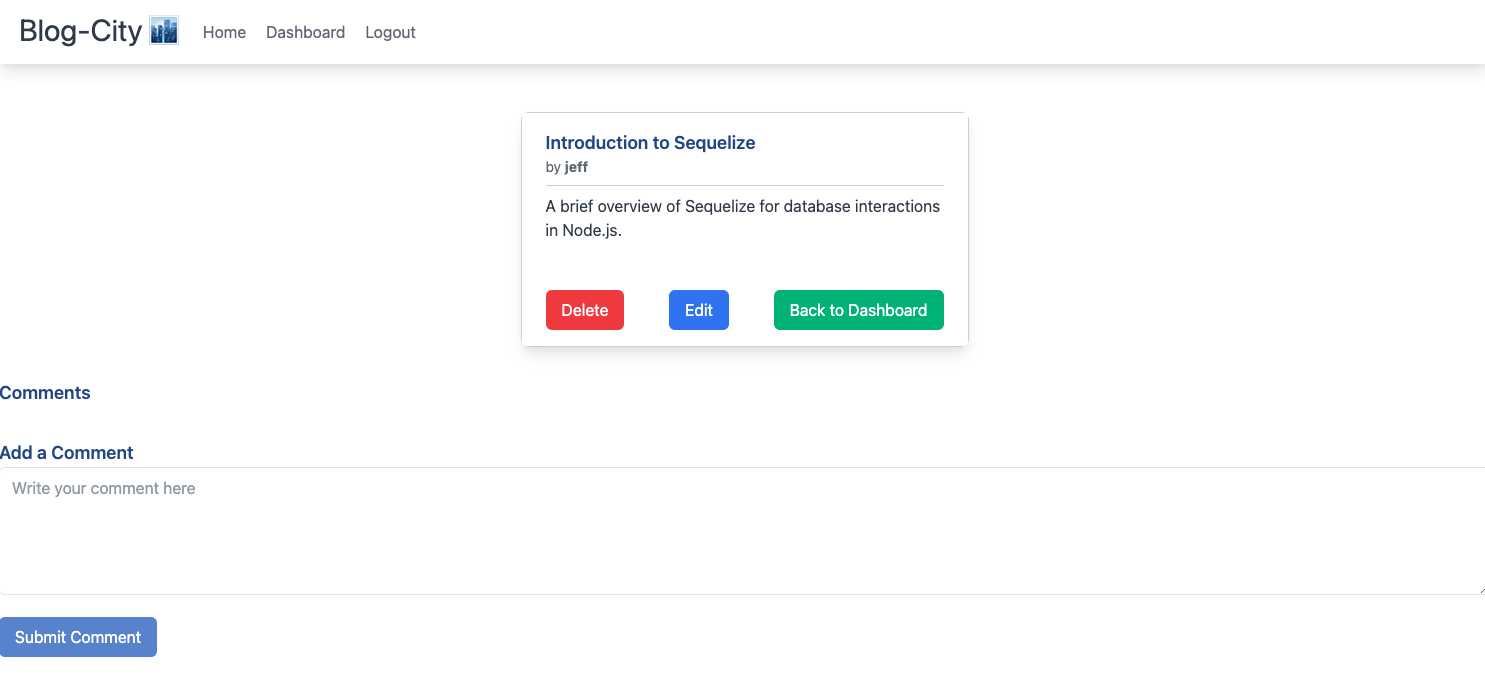 Blog-City Home Dashboard Logout
Introduction to Sequelize
by jeff
A brief overview of Sequelize for database interactions
in Node.js.
Delete Edit Back to Dashboard
Comments
Add a Comment
Write your comment here
Submit Comment